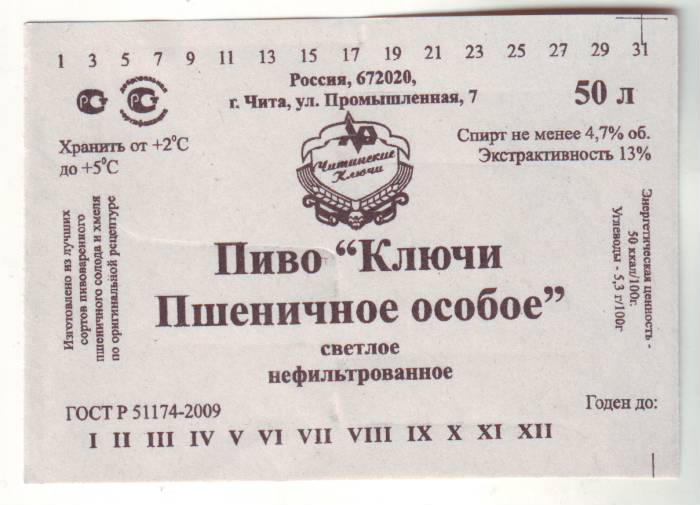 1 3 5 7 9 11 13 15 17 19 21 23 25 27 29 31
Россия, 672020,
г. Чита, ул. Промышленная, 7
50 л
Хранить от +2°С
до +5°С
Спирт не менее 4,7% об.
Экстрактивность 13%
Читинские
Ключи
Изготовлено из лучших
сортов пивоваренного
пшеничного солода и хмеля
по оригинальной рецептуре
Пиво “Ключи
Пшеничное особое”
светлое
нефильтрованное
Энергетическая ценность -
50 ккал/100г.
Углеводы - 5,3 г/100г
ГОСТ Р 51174-2009
Годен до:
I II III IV V VI VII VIII IX X XI XII